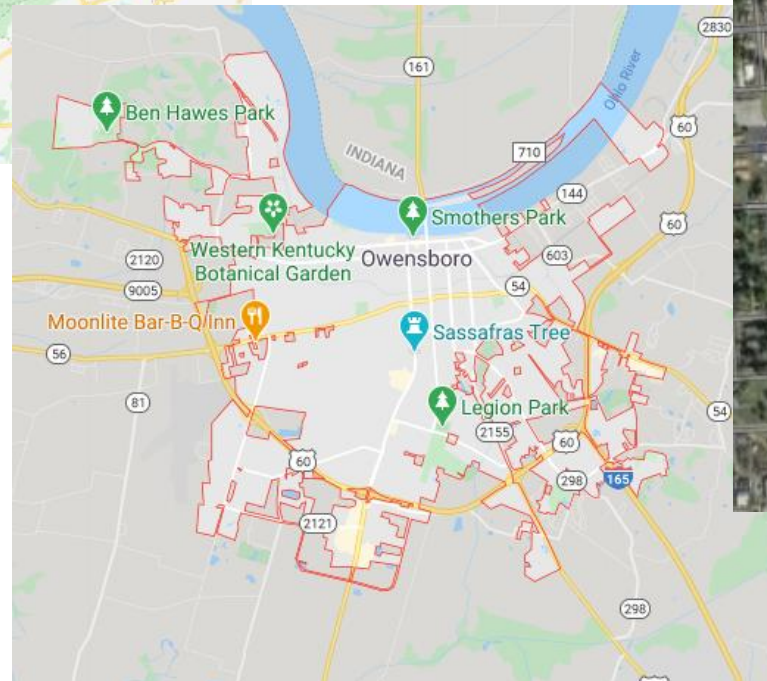 2830
161
Ohio River
Ben Hawes Park
60
INDIANA
710
144
Smothers Park
Western Kentucky
Botanical Garden
60
Owensboro
603
2120
9005
54
Moonlite Bar-B-Q Inn
Sassafras Tree
56
81
Legion Park
54
2155
60
60
298
165
2121
298